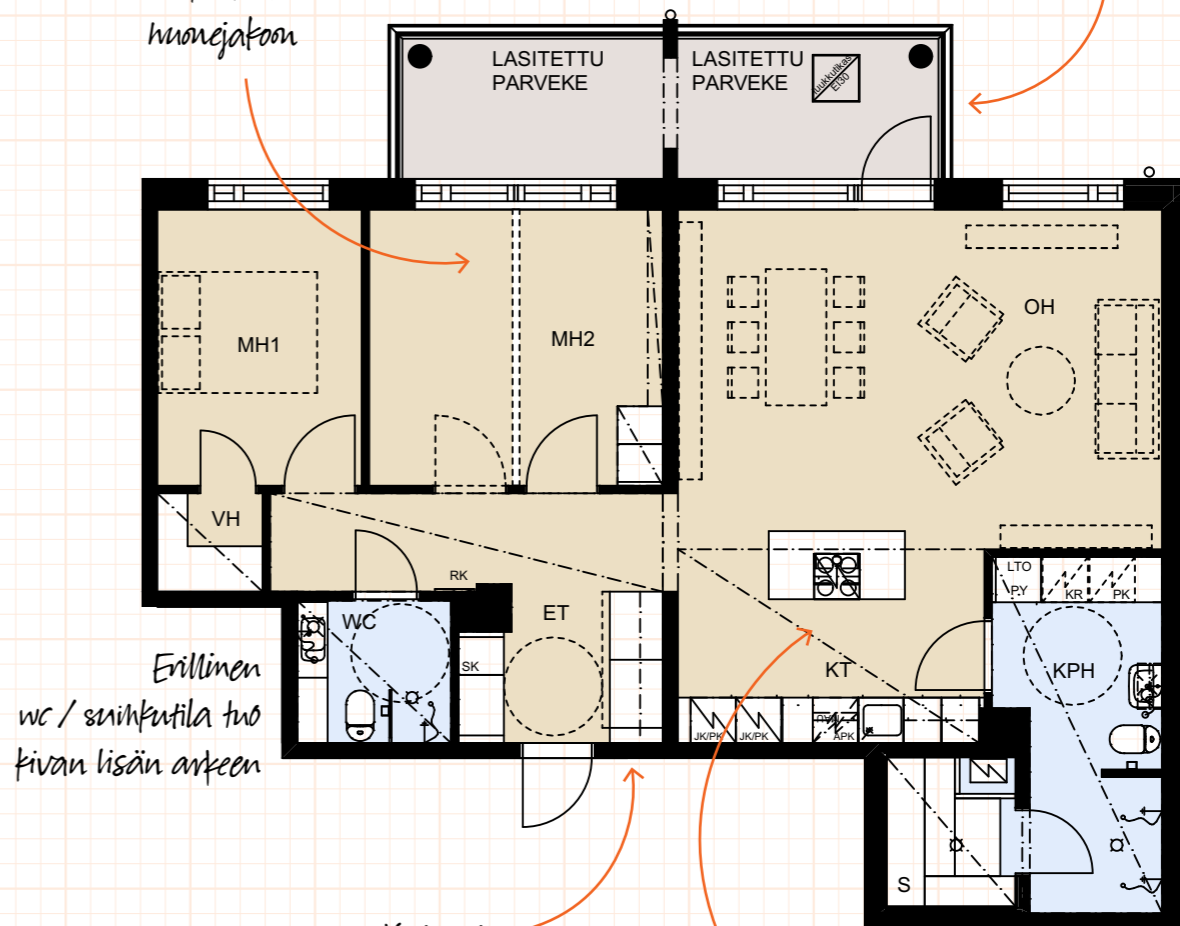 huonejakoon
LASITETTU
PARVEKE
LASITETTU
PARVEKE
luukkutikas
EI30
MH1
MH2
OH
VH
RK
ET
WC
SK
KT
LTO
PY
KR
PK
KPH
JK/PK
JK/PK
APK
S
Erillinen
wc / suihkutila tuo
kivan lisän arkeen